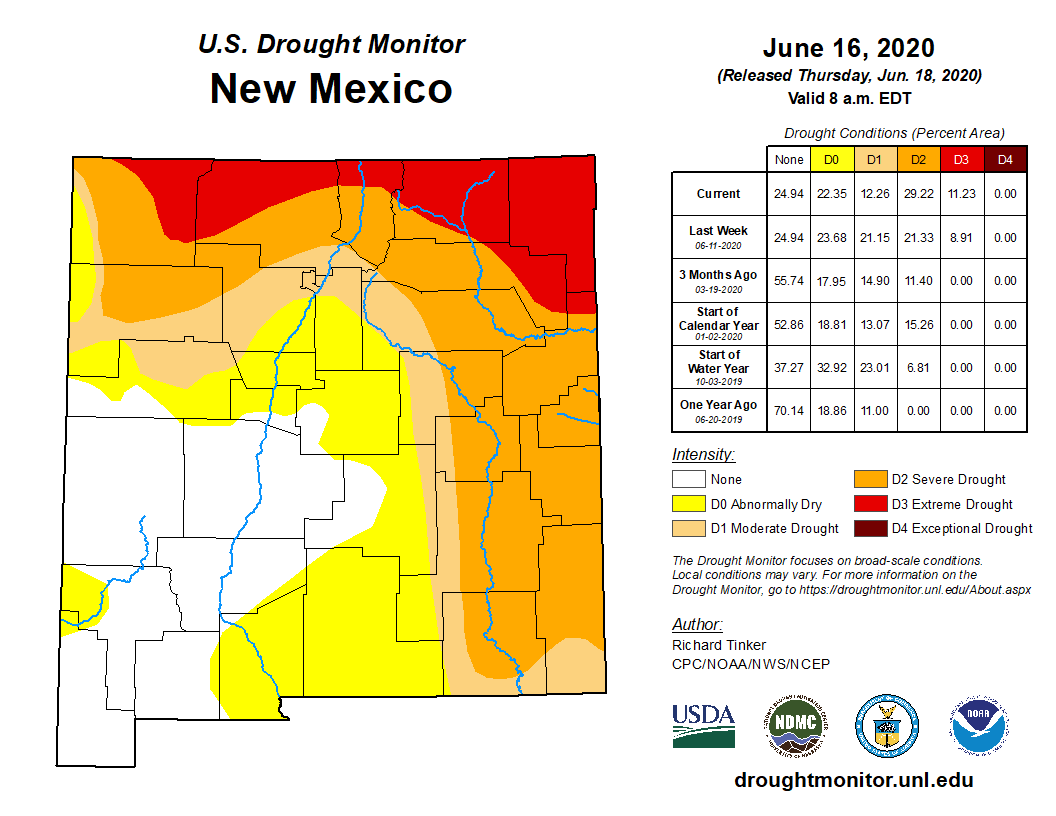 U.S. Drought Monitor
New Mexico
June 16, 2020
(Released Thursday, Jun. 18, 2020)
Valid 8 a.m. EDT
Drought Conditions (Percent Area)
None D0 D1 D2 D3 D4
Current 24.94 22.35 12.26 29.22 11.23 0.00
Last Week
06-11-2020
24.94 23.68 21.15 21.33 8.91 0.00
3 Months Ago
03-19-2020
55.74 17.95 14.90 11.40 0.00 0.00
Start of
Calendar Year
01-02-2020
52.86 18.81 13.07 15.26 0.00 0.00
Start of
Water Year
10-03-2019
37.27 32.92 23.01 6.81 0.00 0.00
One Year Ago
06-20-2019
70.14 18.86 11.00 0.00 0.00 0.00
Intensity:
None
D0 Abnormally Dry
D1 Moderate Drought
D2 Severe Drought
D3 Extreme Drought
D4 Exceptional Drought
The Drought Monitor focuses on broad-scale conditions.
Local conditions may vary. For more information on the
Drought Monitor, go to https://droughtmonitor.unl.edu/About.aspx
Author:
Richard Tinker
CPC/NOAA/NWS/NCEP
USDA
NDMC
NOAA
droughtmonitor.unl.edu